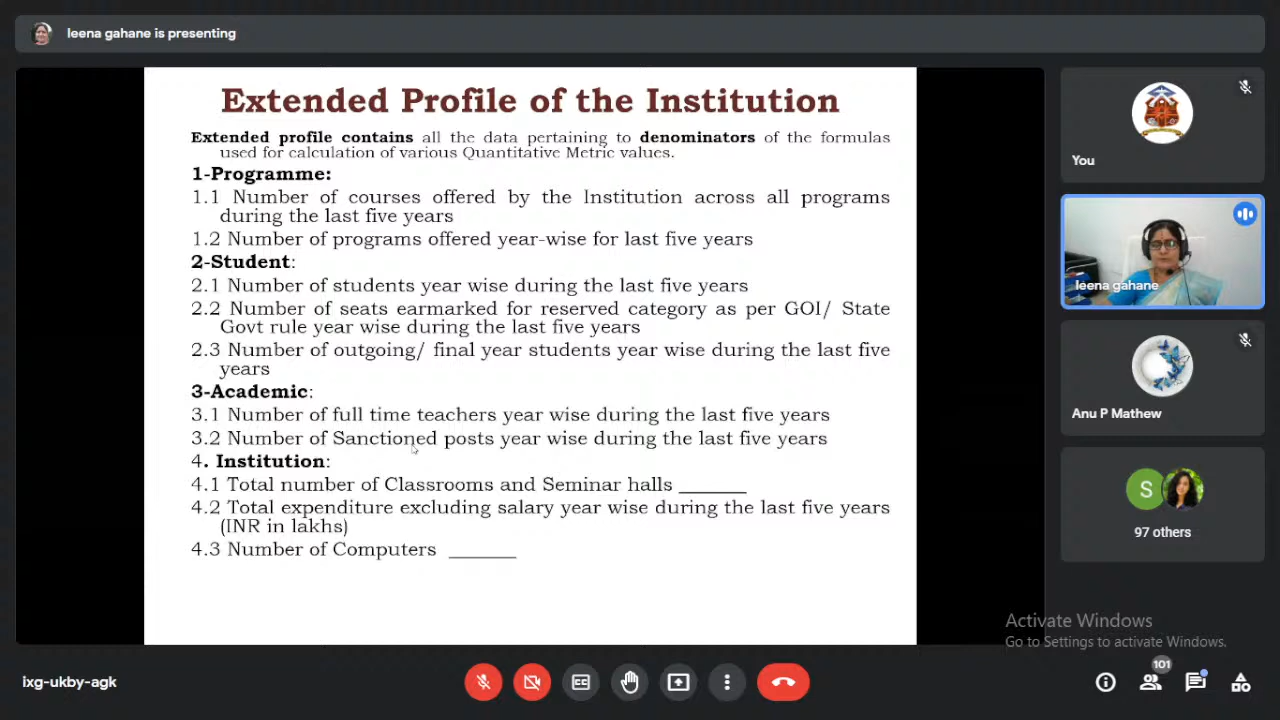 leena gahane is presenting
Extended Profile of the Institution
Extended profile contains all the data pertaining to denominators of the formulas
used for calculation of various Quantitative Metric values.
1-Programme:
1.1 Number of courses offered by the Institution across all programs
during the last five years
1.2 Number of programs offered year-wise for last five years
2-Student:
2.1 Number of students year wise during the last five years
2.2 Number of seats earmarked for reserved category as per GOI/ State
Govt rule year wise during the last five years
2.3 Number of outgoing/ final year students year wise during the last five
years
3-Academic:
3.1 Number of full time teachers year wise during the last five years
3.2 Number of Sanctioned posts year wise during the last five years
4. Institution:
4.1 Total number of Classrooms and Seminar halls ______
4.2 Total expenditure excluding salary year wise during the last five years
(INR in lakhs)
4.3 Number of Computers ______
You
leena gahane
Anu P Mathew
S
97 others
Activate Windows
Go to Settings to activate Windows.
ixg-ukby-agk
CC
101